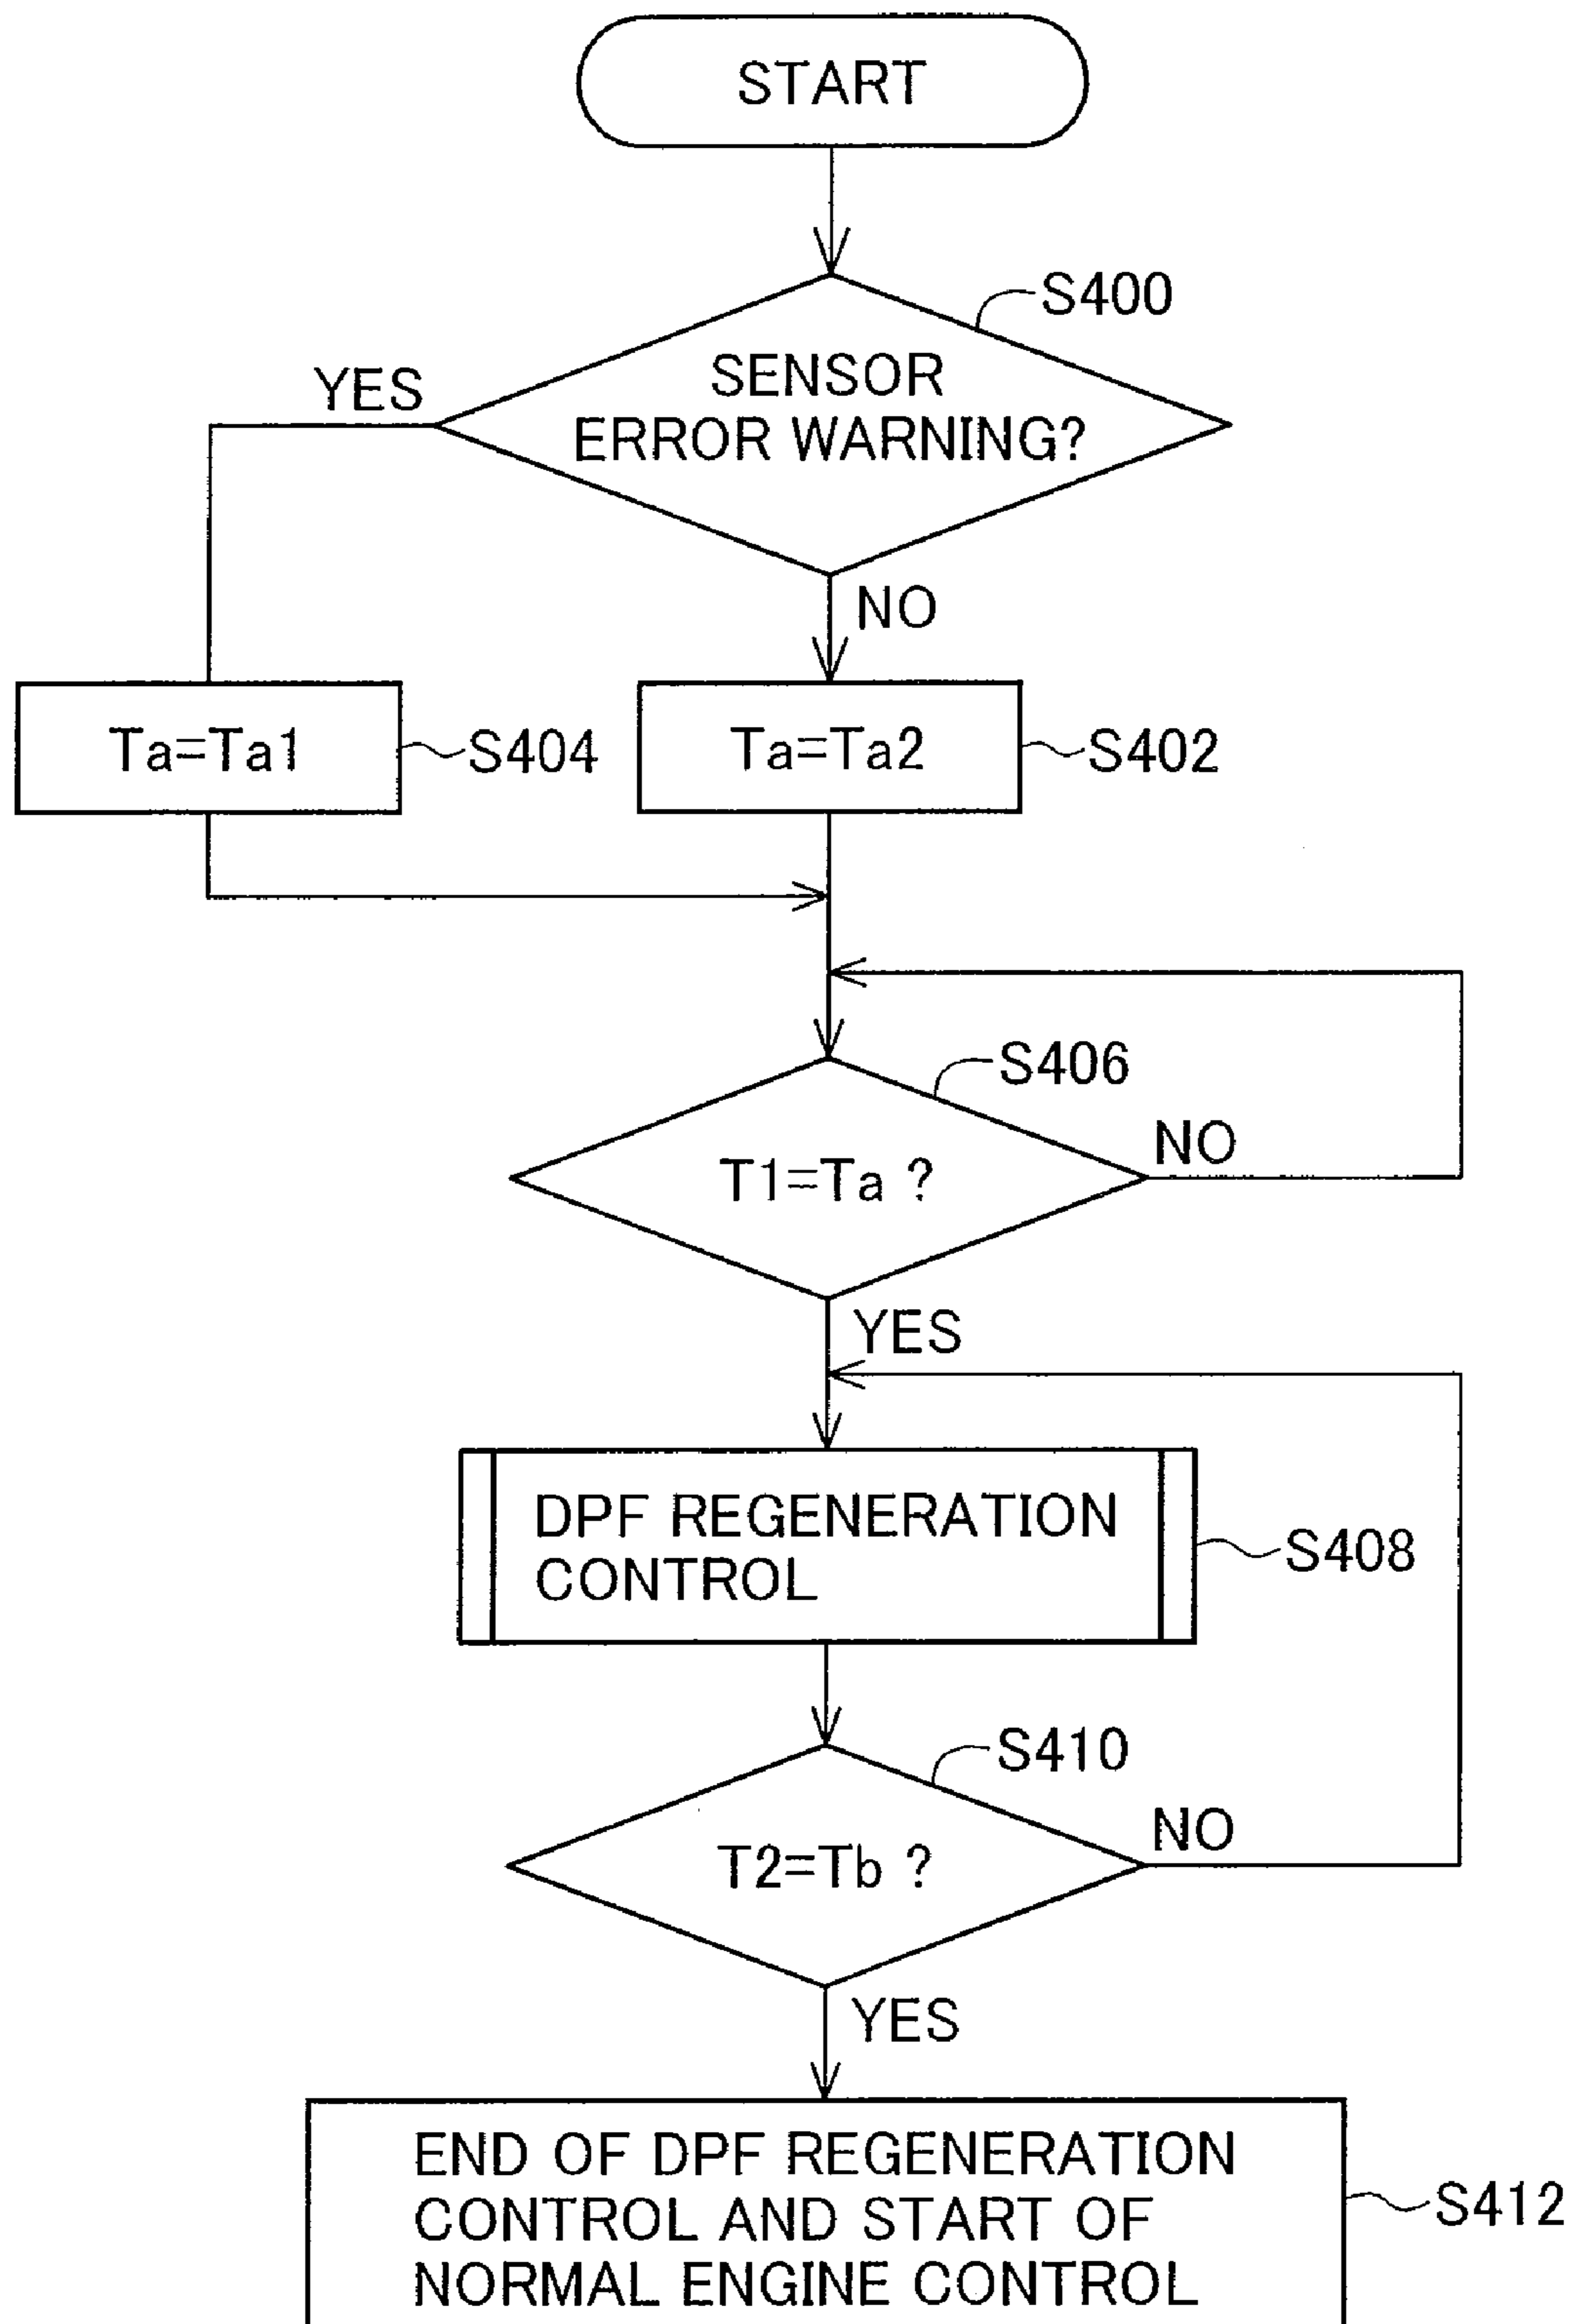 START
S400
SENSOR
ERROR WARNING?
YES
NO
Ta=Ta1
S404
Ta=Ta2
S402
S406
T1=Ta ?
NO
YES
DPF REGENERATION
CONTROL
S408
S410
T2=Tb ?
NO
YES
END OF DPF REGENERATION
CONTROL AND START OF
NORMAL ENGINE CONTROL
S412